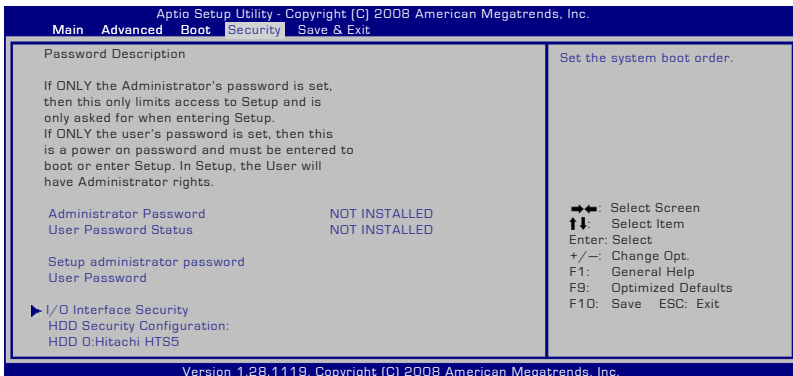 Aptio Setup Utility - Copyright (C) 2008 American Megatrends, Inc.
Main Advanced Boot Security Save & Exit
Password Description
If ONLY the Administrator's password is set,
then this only limits access to Setup and is
only asked for when entering Setup.
If ONLY the user's password is set, then this
is a power on password and must be entered to
boot or enter Setup. In Setup, the User will
have Administrator rights.
Administrator Password NOT INSTALLED
User Password Status NOT INSTALLED
Setup administrator password
User Password
I/O Interface Security
HDD Security Configuration:
HDD 0:Hitachi HTS5
Set the system boot order.
→←: Select Screen
↑↓: Select Item
Enter: Select
+/—: Change Opt.
F1: General Help
F9: Optimized Defaults
F10: Save ESC: Exit
Version 1.28.1119. Copyright (C) 2008 American Megatrends, Inc.